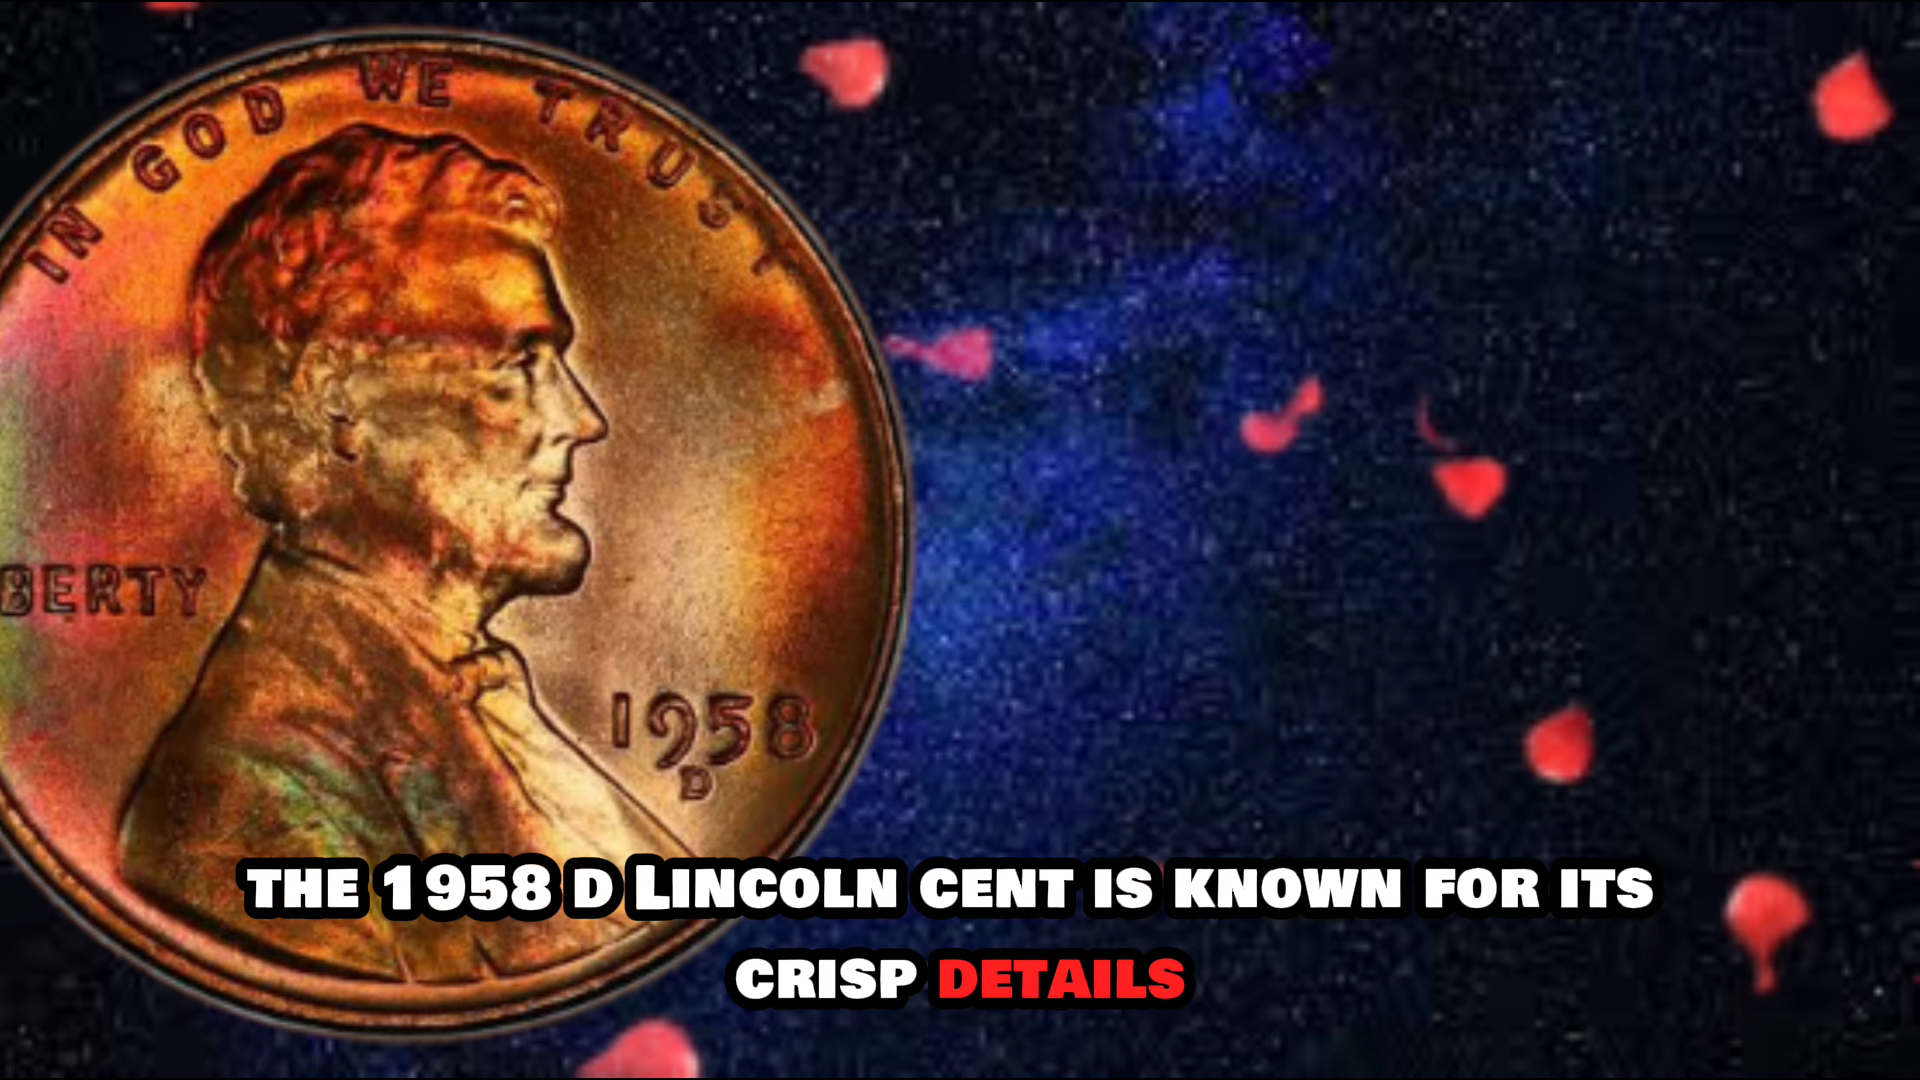 IN GOD WE TRUST
BERTY
1958
D
THE 1958 D LINCOLN CENT IS KNOWN FOR ITS
CRISP DETAILS